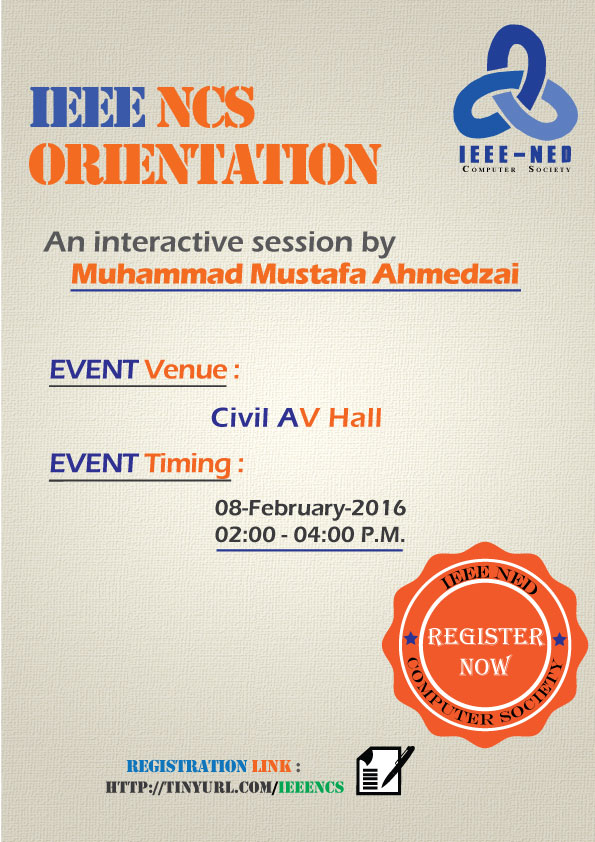 IEEE NCS
ORIENTATION
IEEE-NED
COMPUTER SOCIETY
An interactive session by
Muhammad Mustafa Ahmedzai
EVENT Venue :
Civil AV Hall
EVENT Timing :
08-February-2016
02:00 - 04:00 P.M.
IEEE NED
REGISTER
NOW
COMPUTER SOCIETY
REGISTRATION LINK :
HTTP://TINYURL.COM/IEEENCS